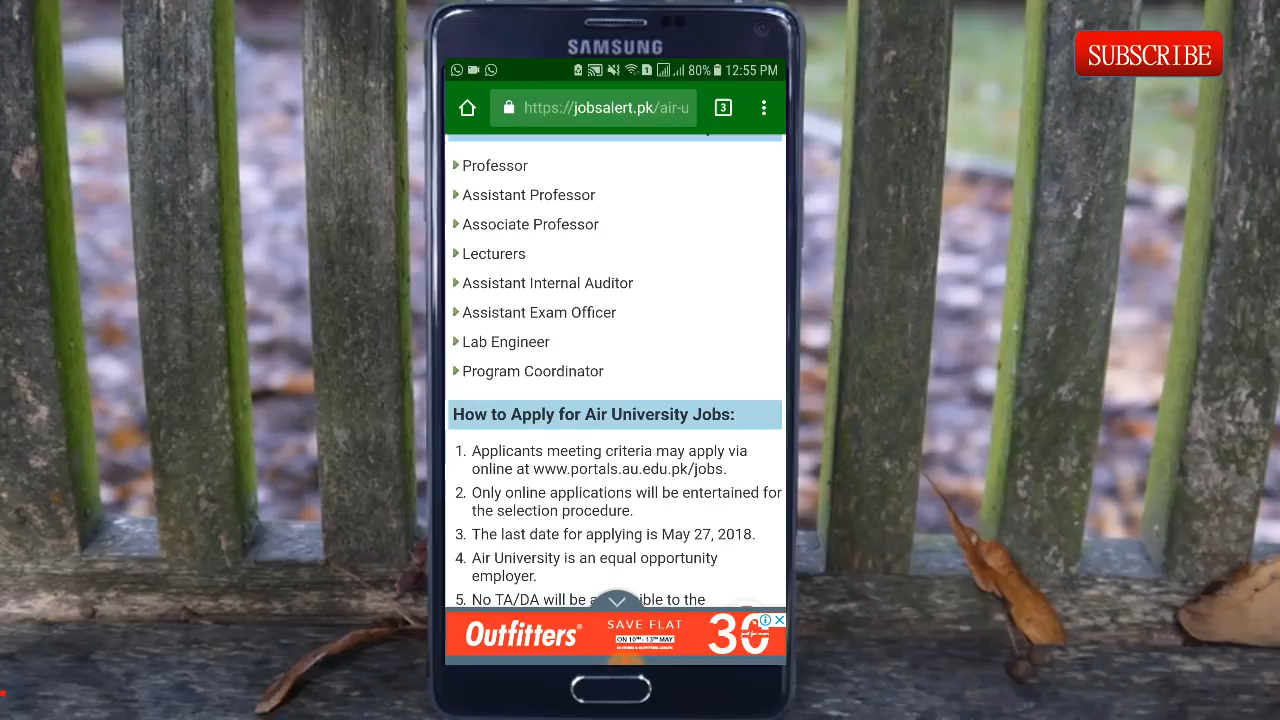 SUBSCRIBE
SAMSUNG
80% 12:55 PM
https://jobsalert.pk/air-u
3
Professor
Assistant Professor
Associate Professor
Lecturers
Assistant Internal Auditor
Assistant Exam Officer
Lab Engineer
Program Coordinator
How to Apply for Air University Jobs:
1. Applicants meeting criteria may apply via
online at www.portals.au.edu.pk/jobs.
2. Only online applications will be entertained for
the selection procedure.
3. The last date for applying is May 27, 2018.
4. Air University is an equal opportunity
employer.
5. No TA/DA will be to the
Outfitters
SAVE FLAT
ON 10TH - 13TH MAY
30